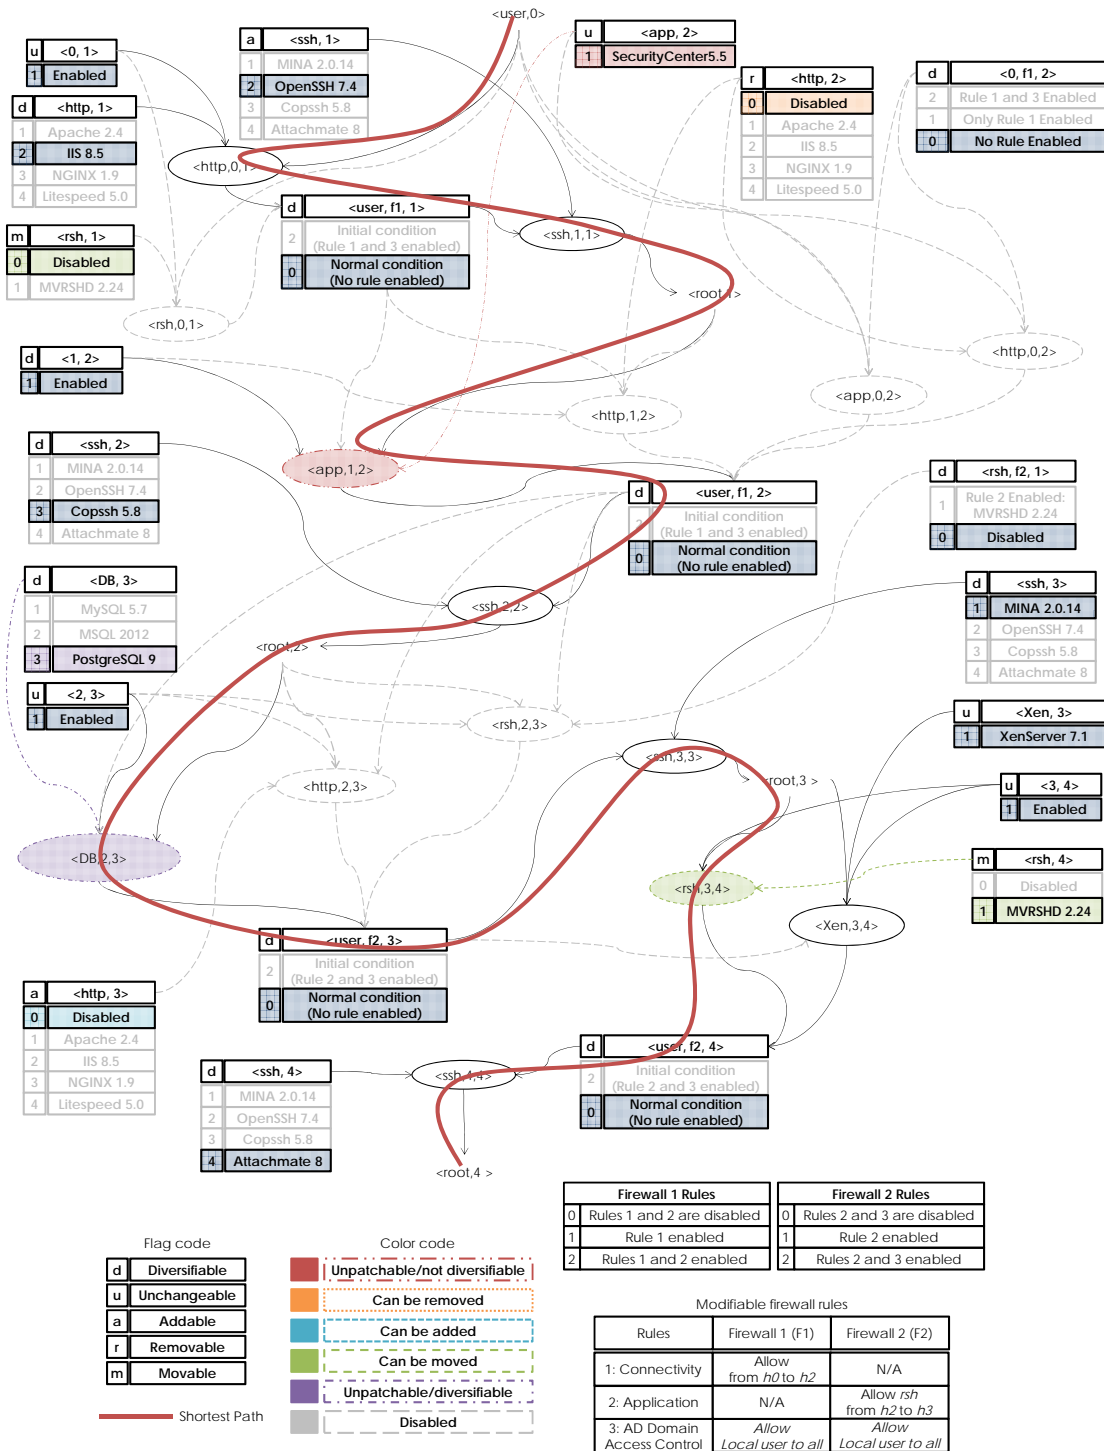 <user,0>
u <0, 1>
1 Enabled
a <ssh, 1>
1 MINA 2.0.14
2 OpenSSH 7.4
3 Copssh 5.8
4 Attachmate 8
u <app, 2>
1 SecurityCenter5.5
r <http, 2>
0 Disabled
1 Apache 2.4
2 IIS 8.5
3 NGINX 1.9
4 Litespeed 5.0
d <0, f1, 2>
2 Rule 1 and 3 Enabled
1 Only Rule 1 Enabled
0 No Rule Enabled
d <http, 1>
1 Apache 2.4
2 IIS 8.5
3 NGINX 1.9
4 Litespeed 5.0
<http,0,1>
m <rsh, 1>
0 Disabled
1 MVRSHD 2.24
d <user, f1, 1>
2 Initial condition
(Rule 1 and 3 enabled)
0 Normal condition
(No rule enabled)
<ssh,1,1>
<root,1>
<rsh,0,1>
<http,0,2>
d <1, 2>
1 Enabled
<app,0,2>
<http,1,2>
d <ssh, 2>
1 MINA 2.0.14
2 OpenSSH 7.4
3 Copssh 5.8
4 Attachmate 8
<app,1,2>
d <user, f1, 2>
2 Initial condition
(Rule 1 and 3 enabled)
0 Normal condition
(No rule enabled)
d <rsh, f2, 1>
1 Rule 2 Enabled:
MVRSHD 2.24
0 Disabled
d <DB, 3>
1 MySQL 5.7
2 MSQL 2012
3 PostgreSQL 9
<ssh,2,2>
d <ssh, 3>
1 MINA 2.0.14
2 OpenSSH 7.4
3 Copssh 5.8
4 Attachmate 8
<root,2>
u <2, 3>
1 Enabled
<rsh,2,3>
u <Xen, 3>
1 XenServer 7.1
<ssh,3,3>
<http,2,3>
<root,3 >
u <3, 4>
1 Enabled
<DB,2,3>
<rsh,3,4>
m <rsh, 4>
0 Disabled
1 MVRSHD 2.24
<Xen,3,4>
d <user, f2, 3>
2 Initial condition
(Rule 2 and 3 enabled)
0 Normal condition
(No rule enabled)
a <http, 3>
0 Disabled
1 Apache 2.4
2 IIS 8.5
3 NGINX 1.9
4 Litespeed 5.0
d <user, f2, 4>
2 Initial condition
(Rule 2 and 3 enabled)
0 Normal condition
(No rule enabled)
d <ssh, 4>
1 MINA 2.0.14
2 OpenSSH 7.4
3 Copssh 5.8
4 Attachmate 8
<ssh,4,4>
<root,4 >
Firewall 1 Rules
0 Rules 1 and 2 are disabled
1 Rule 1 enabled
2 Rules 1 and 2 enabled
Firewall 2 Rules
0 Rules 2 and 3 are disabled
1 Rule 2 enabled
2 Rules 2 and 3 enabled
Flag code
d Diversifiable
u Unchangeable
a Addable
r Removable
m Movable
Shortest Path
Color code
Unpatchable/not diversifiable
Can be removed
Can be added
Can be moved
Unpatchable/diversifiable
Disabled
Modifiable firewall rules
Rules Firewall 1 (F1) Firewall 2 (F2)
1: Connectivity Allow from h0 to h2 N/A
2: Application N/A Allow rsh from h2 to h3
3: AD Domain Access Control Allow Local user to all Allow Local user to all